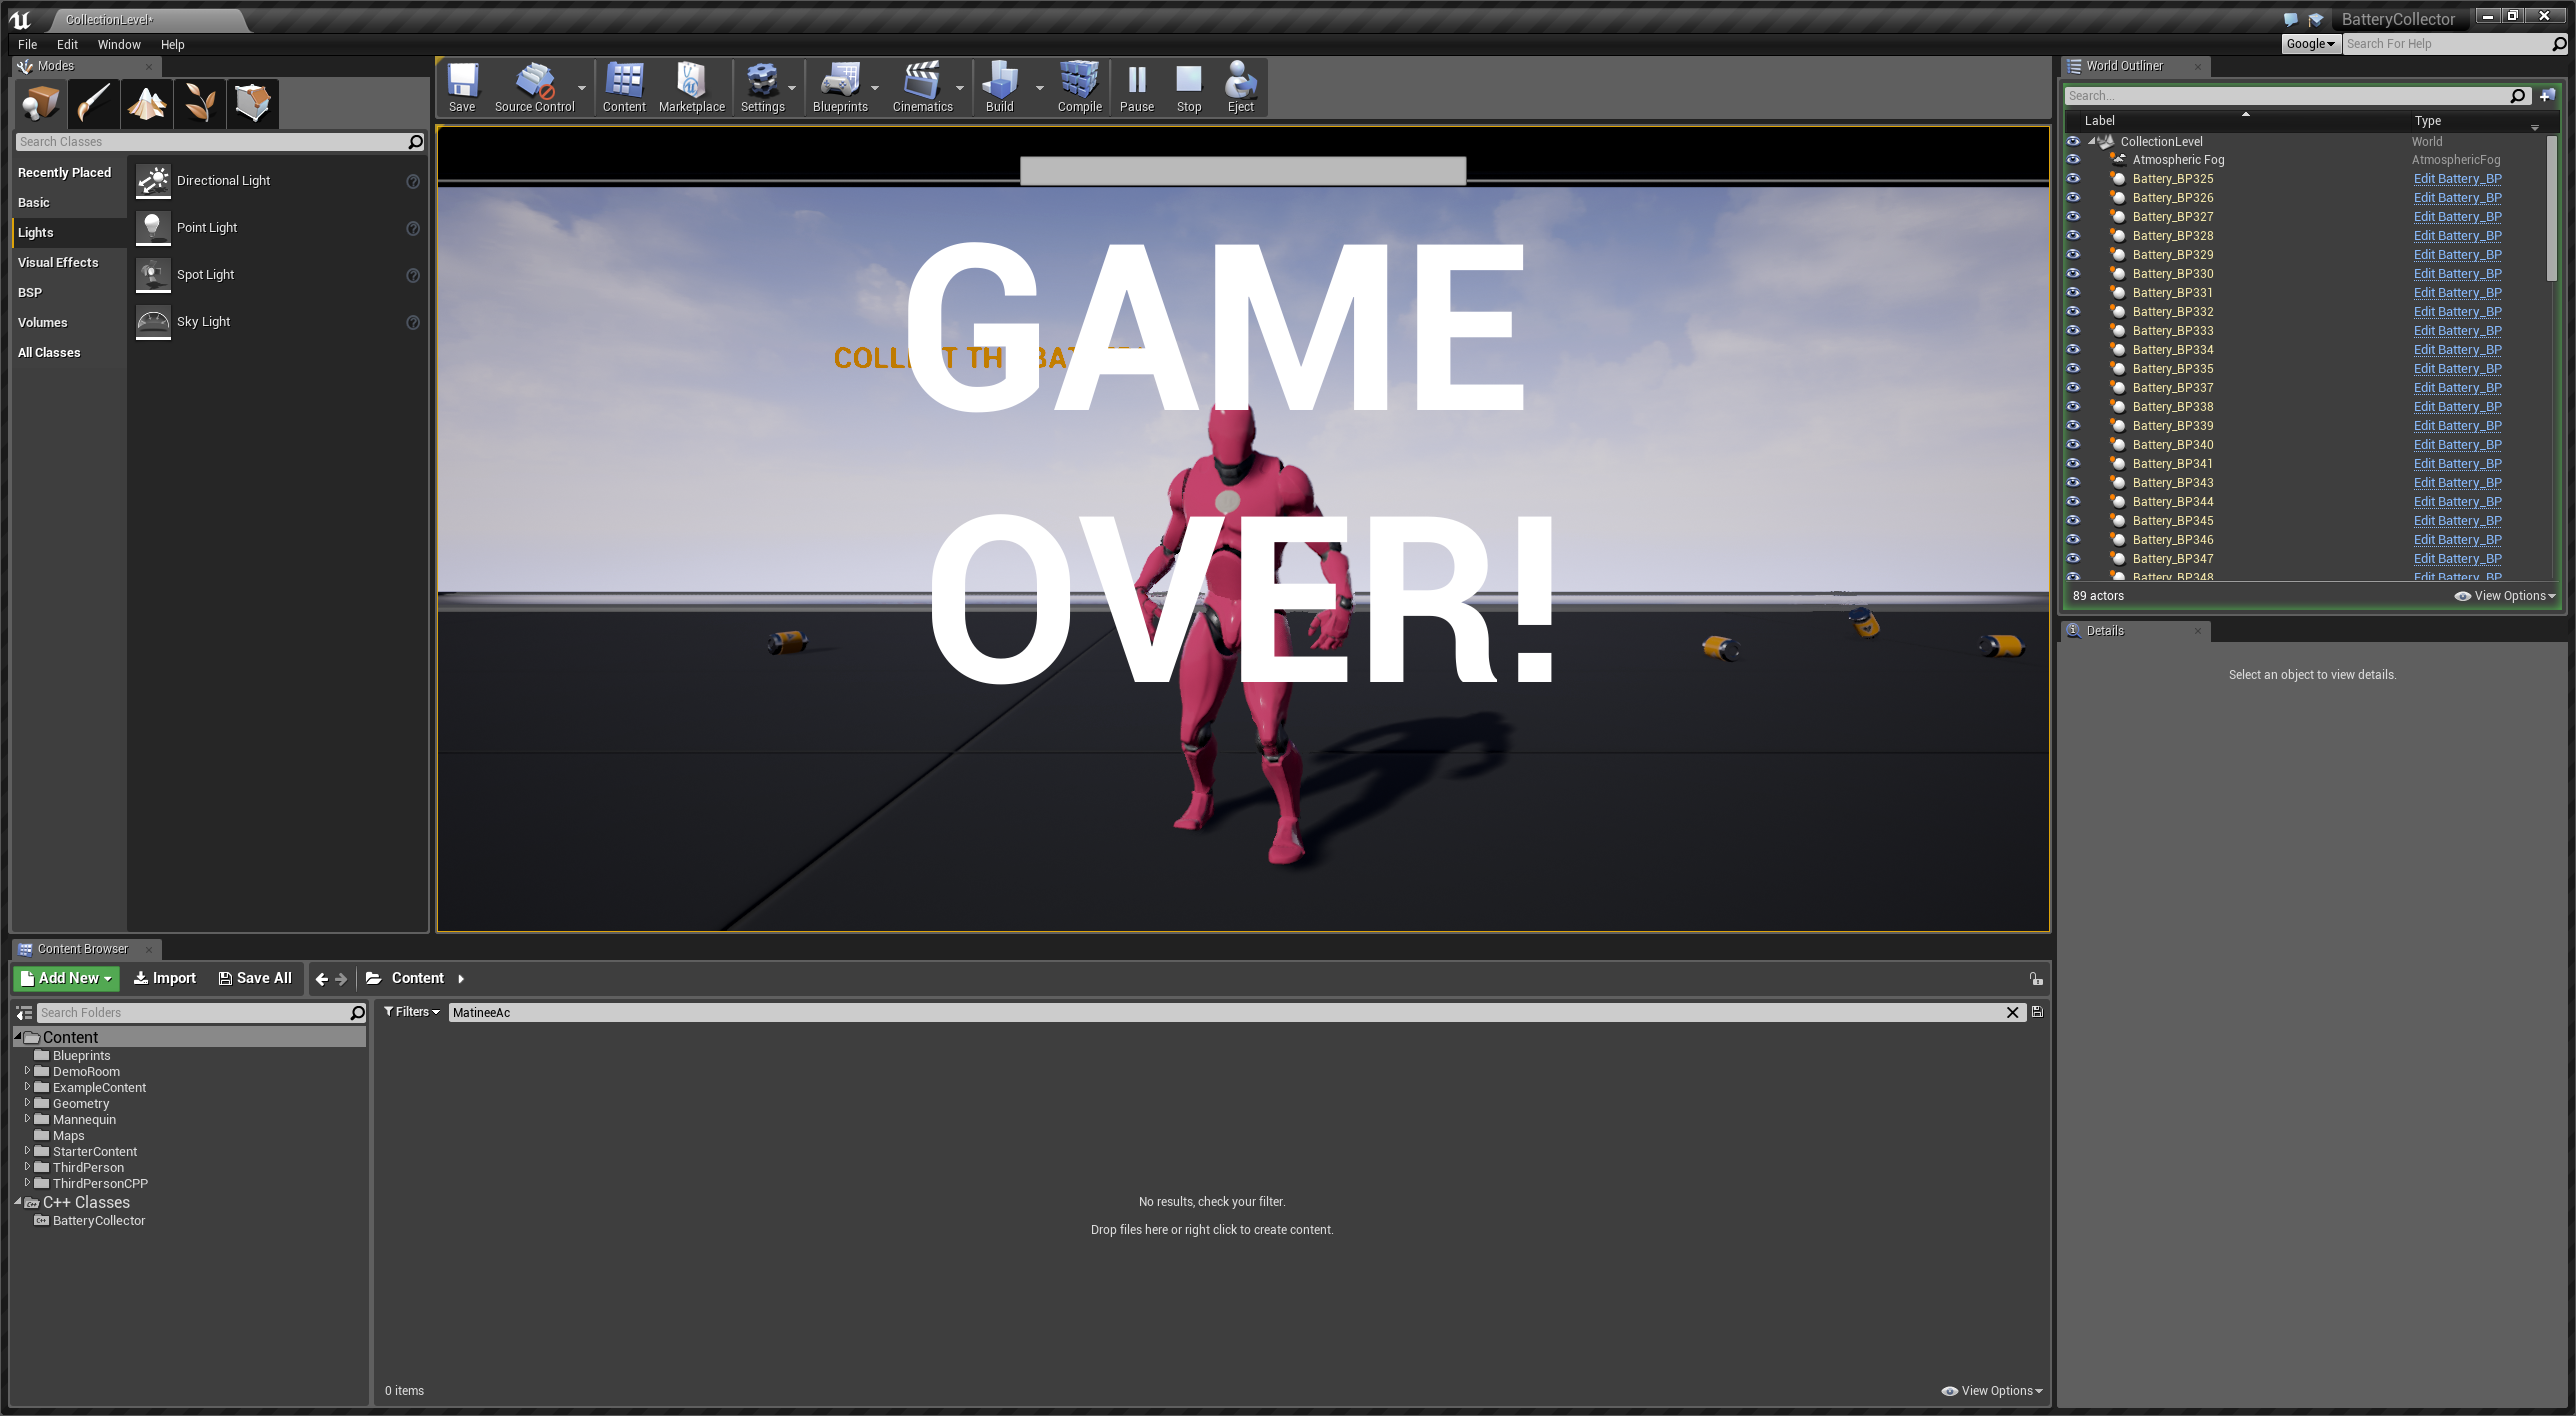 CollectionLevel*
BatteryCollector
File Edit Window Help
Google
Search For Help
Modes
Search Classes
Recently Placed
Basic
Lights
Visual Effects
BSP
Volumes
All Classes
Directional Light
Point Light
Spot Light
Sky Light
Save
Source Control
Content
Marketplace
Settings
Blueprints
Cinematics
Build
Compile
Pause
Stop
Eject
GAME
OVER!
World Outliner
Search...
Label Type
CollectionLevel World
Atmospheric Fog AtmosphericFog
Battery_BP325 Edit Battery_BP
Battery_BP326 Edit Battery_BP
Battery_BP327 Edit Battery_BP
Battery_BP328 Edit Battery_BP
Battery_BP329 Edit Battery_BP
Battery_BP330 Edit Battery_BP
Battery_BP331 Edit Battery_BP
Battery_BP332 Edit Battery_BP
Battery_BP333 Edit Battery_BP
Battery_BP334 Edit Battery_BP
Battery_BP335 Edit Battery_BP
Battery_BP337 Edit Battery_BP
Battery_BP338 Edit Battery_BP
Battery_BP339 Edit Battery_BP
Battery_BP340 Edit Battery_BP
Battery_BP341 Edit Battery_BP
Battery_BP343 Edit Battery_BP
Battery_BP344 Edit Battery_BP
Battery_BP345 Edit Battery_BP
Battery_BP346 Edit Battery_BP
Battery_BP347 Edit Battery_BP
Battery_BP348 Edit Battery_BP
89 actors
View Options
Details
Select an object to view details.
Content Browser
Add New Import Save All Content
Search Folders
Filters MatineeAc
Content
Blueprints
DemoRoom
ExampleContent
Geometry
Mannequin
Maps
StarterContent
ThirdPerson
ThirdPersonCPP
C++ Classes
BatteryCollector
No results, check your filter.
Drop files here or right click to create content.
0 items
View Options